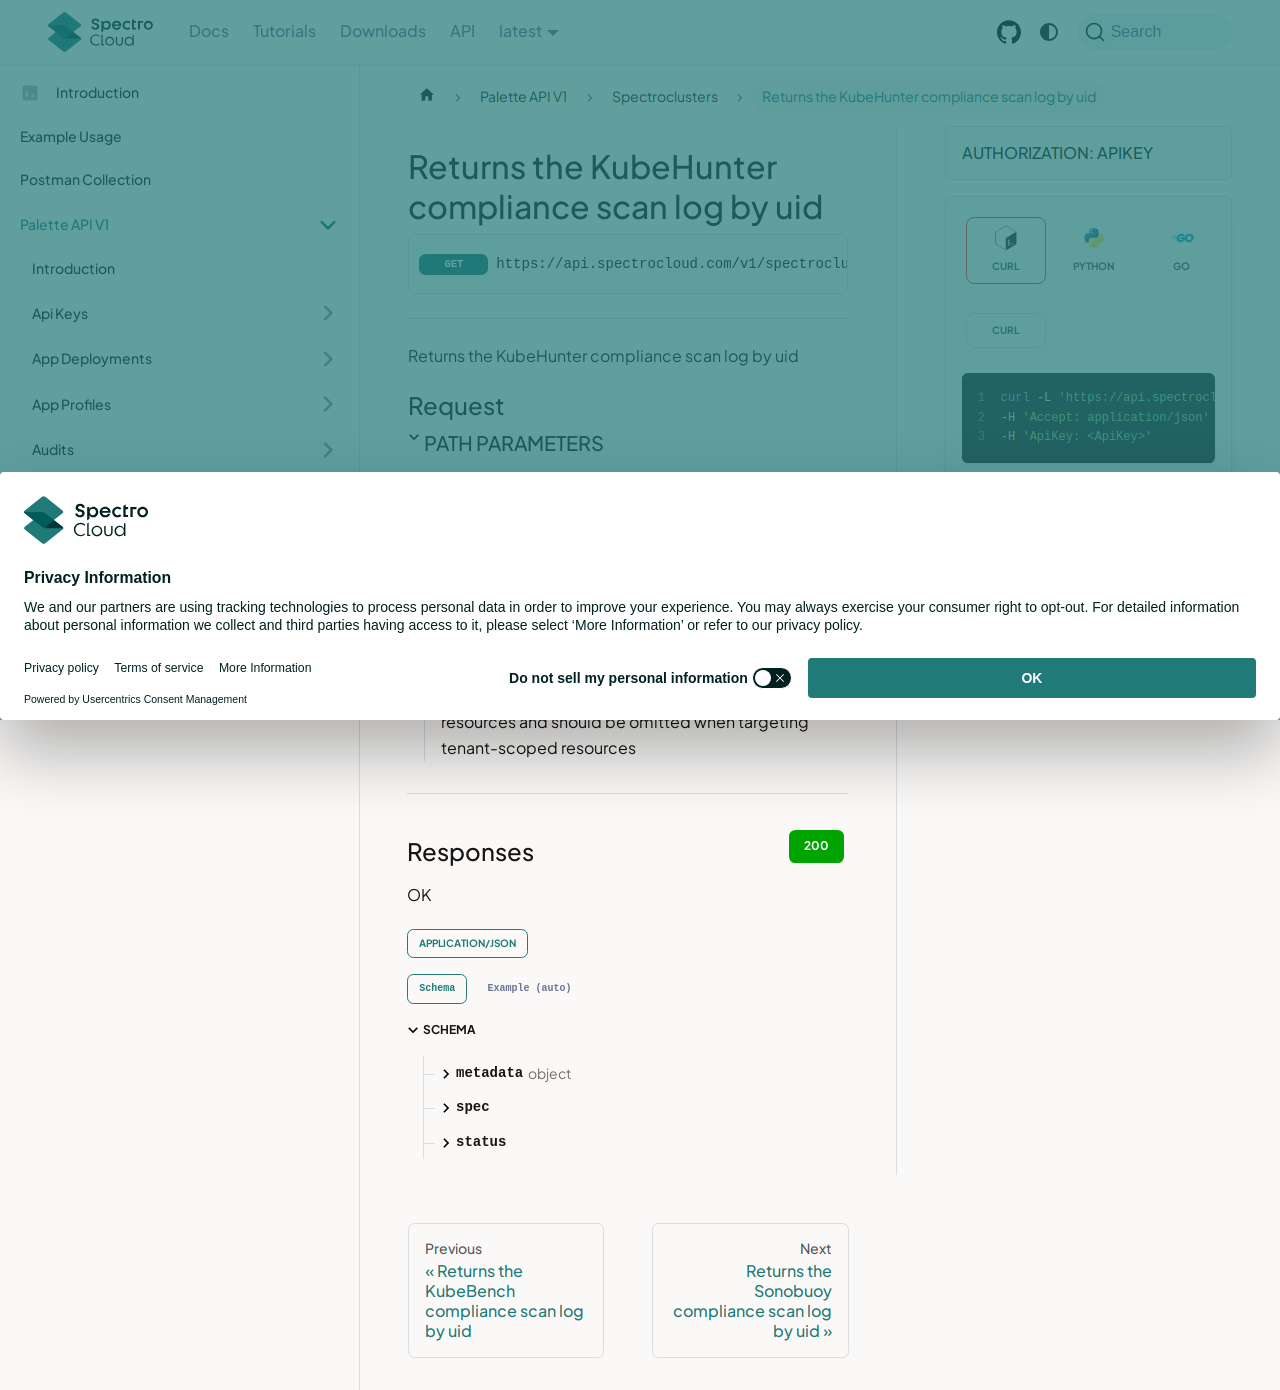 Spectro Cloud
Docs
Tutorials
Downloads
API
latest
Search
Introduction
Example Usage
Postman Collection
Palette API V1
Introduction
Api Keys
App Deployments
App Profiles
Audits
Palette API V1
Spectroclusters
Returns the KubeHunter compliance scan log by uid
Returns the KubeHunter
compliance scan log by uid
GET https://api.spectrocloud.com/v1/spectroclu
Returns the KubeHunter compliance scan log by uid
Request
PATH PARAMETERS
AUTHORIZATION: APIKEY
CURL
PYTHON
GO
CURL
1 curl -L 'https://api.spectrocl
2 -H 'Accept: application/json'
3 -H 'ApiKey: <ApiKey>'
Spectro
Cloud
Privacy Information
We and our partners are using tracking technologies to process personal data in order to improve your experience. You may always exercise your consumer right to opt-out. For detailed information
about personal information we collect and third parties having access to it, please select ‘More Information’ or refer to our privacy policy.
Privacy policy
Terms of service
More Information
Powered by Usercentrics Consent Management
Do not sell my personal information
OK
resources and should be omitted when targeting
tenant-scoped resources
Responses
200
OK
APPLICATION/JSON
Schema
Example (auto)
SCHEMA
metadata object
spec
status
Previous
« Returns the
KubeBench
compliance scan log
by uid
Next
Returns the
Sonobuoy
compliance scan log
by uid »